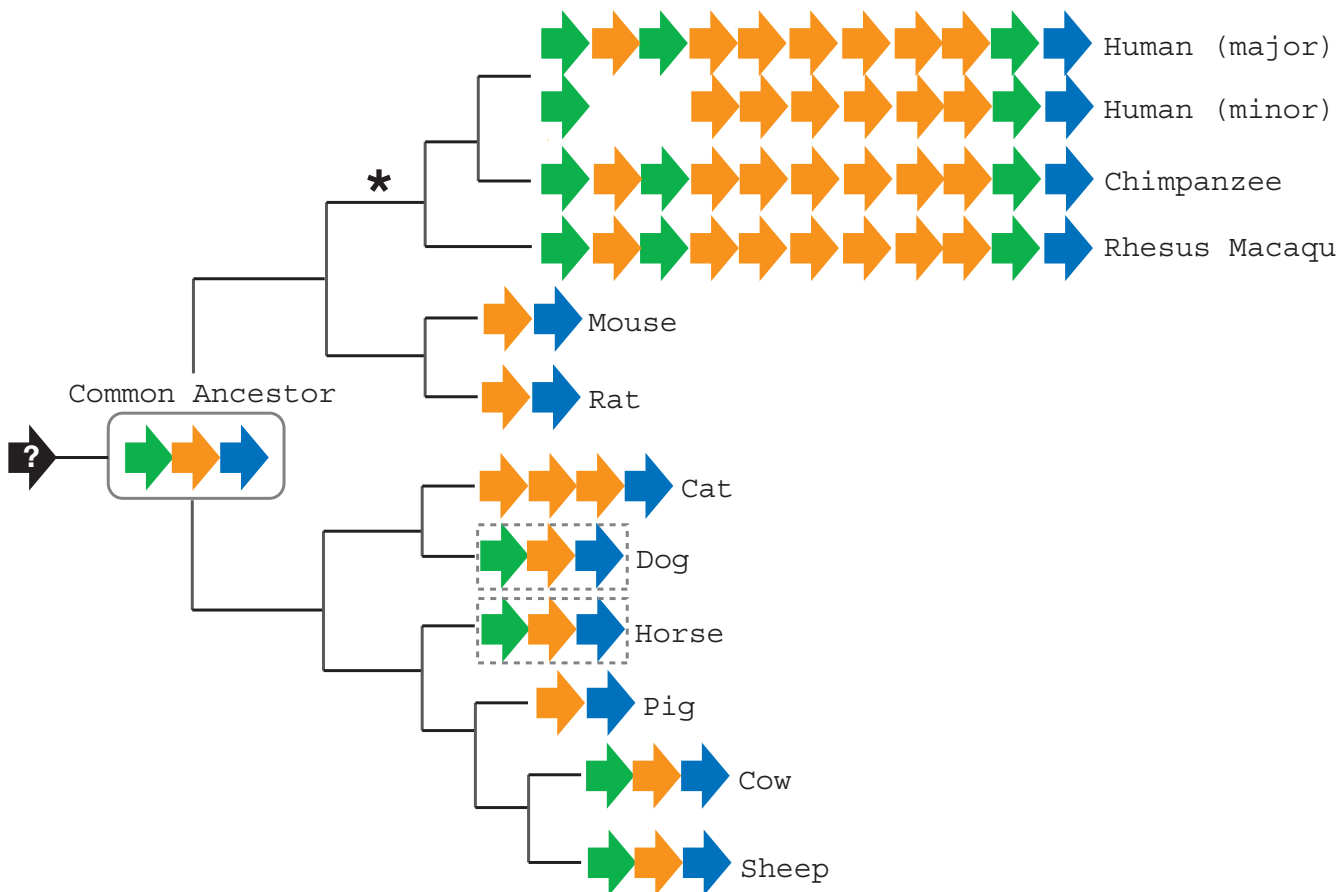 Human (major)
Human (minor)
Chimpanzee
*
Rhesus Macaqu
Mouse
Common Ancestor
Rat
?
Cat
Dog
Horse
Pig
Cow
Sheep